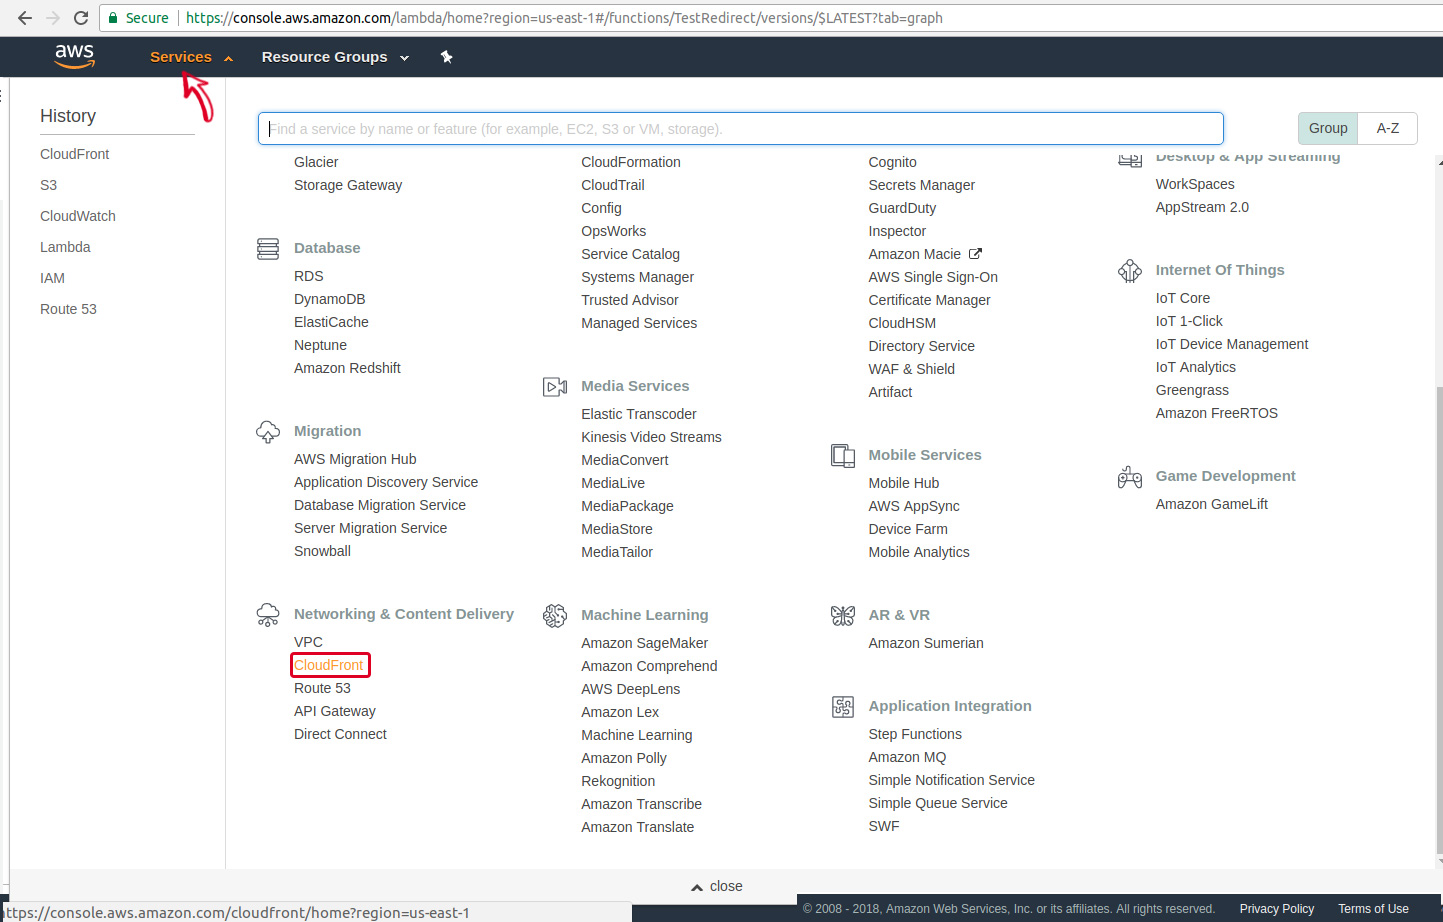 Secure https://console.aws.amazon.com/lambda/home?region=us-east-1#/functions/TestRedirect/versions/$LATEST?tab=graph
aws Services Resource Groups
History
CloudFront
S3
CloudWatch
Lambda
IAM
Route 53
Find a service by name or feature (for example, EC2, S3 or VM, storage).
Group A-Z
Glacier
Storage Gateway
Database
RDS
DynamoDB
ElastiCache
Neptune
Amazon Redshift
Migration
AWS Migration Hub
Application Discovery Service
Database Migration Service
Server Migration Service
Snowball
Networking & Content Delivery
VPC
CloudFront
Route 53
API Gateway
Direct Connect
CloudFormation
CloudTrail
Config
OpsWorks
Service Catalog
Systems Manager
Trusted Advisor
Managed Services
Media Services
Elastic Transcoder
Kinesis Video Streams
MediaConvert
MediaLive
MediaPackage
MediaStore
MediaTailor
Machine Learning
Amazon SageMaker
Amazon Comprehend
AWS DeepLens
Amazon Lex
Machine Learning
Amazon Polly
Rekognition
Amazon Transcribe
Amazon Translate
Cognito
Secrets Manager
GuardDuty
Inspector
Amazon Macie
AWS Single Sign-On
Certificate Manager
CloudHSM
Directory Service
WAF & Shield
Artifact
Mobile Services
Mobile Hub
AWS AppSync
Device Farm
Mobile Analytics
AR & VR
Amazon Sumerian
Application Integration
Step Functions
Amazon MQ
Simple Notification Service
Simple Queue Service
SWF
Desktop & App Streaming
WorkSpaces
AppStream 2.0
Internet Of Things
IoT Core
IoT 1-Click
IoT Device Management
IoT Analytics
Greengrass
Amazon FreeRTOS
Game Development
Amazon GameLift
close
https://console.aws.amazon.com/cloudfront/home?region=us-east-1
© 2008 - 2018, Amazon Web Services, Inc. or its affiliates. All rights reserved. Privacy Policy Terms of Use